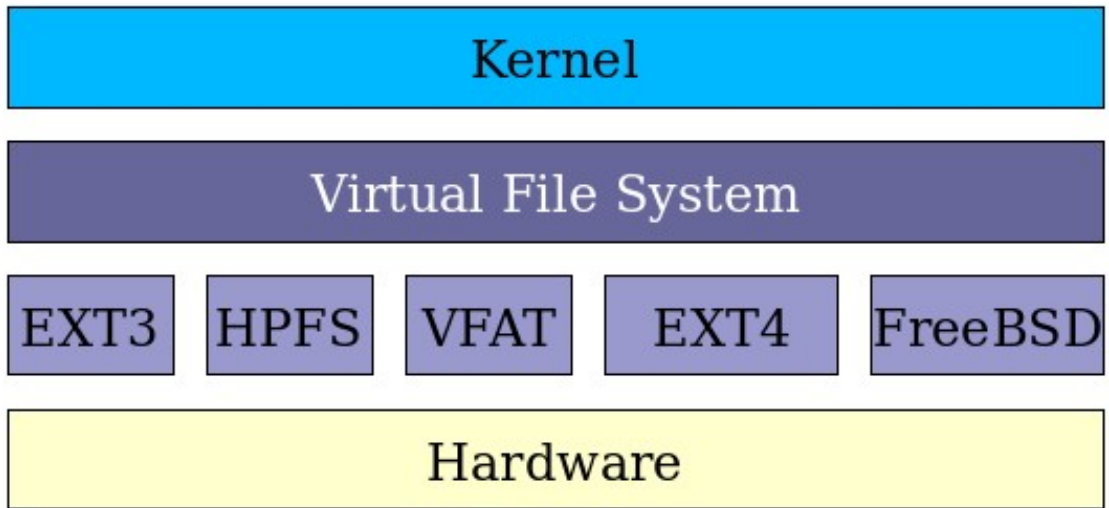 Kernel
Virtual File System
EXT3 HPFS VFAT EXT4 FreeBSD
Hardware